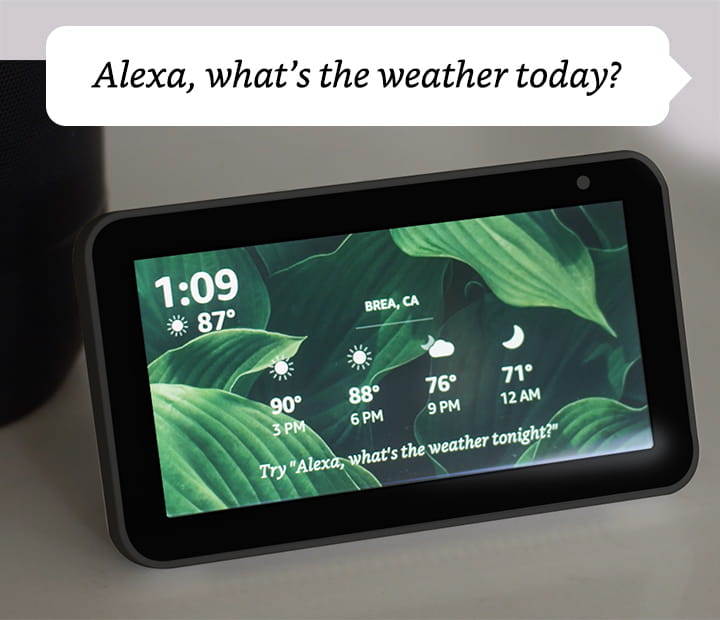 Alexa, what's the weather today?
1:09
87°
BREA, CA
90°
3 PM
88°
6 PM
76°
9 PM
71°
12 AM
Try "Alexa, what's the weather tonight?"